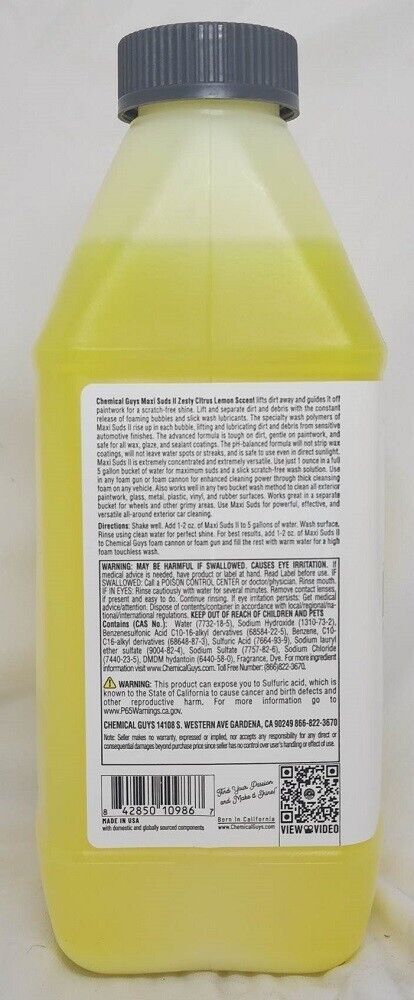 Chemical Guys Maxi Suds II Zesty Citrus Lemon Scent lifts dirt away and guides it off
paintwork for a scratch-free shine. Lift and separate dirt and debris with the constant
release of foaming bubbles and slick wash lubricants. The specialty wash polymers
of Maxi Suds II rise up in each bubble, lifting and lubricating dirt and debris from sensitive
automotive finishes. The advanced formula is tough on dirt, gentle on paintwork, and
safe for all wax, glaze, and sealant coatings. The pH-balanced formula will not strip wax
coatings, will not leave water spots or streaks, and is safe to use even in direct sunlight.
Maxi Suds II is extremely concentrated and extremely versatile. Use just 1 ounce in a full
5 gallon bucket of water for maximum suds and a slick scratch-free wash solution. Use
in any foam gun or foam cannon for enhanced cleaning power through thick cleansing
foam on any vehicle. Also works well in any two bucket wash method to clean all exterior
paintwork, glass, metal, plastic, vinyl, and rubber surfaces. Works great in a separate
bucket for wheels and other grimy areas. Use Maxi Suds for powerful, effective, and
versatile all-around exterior car cleaning.
Directions: Shake well. Add 1-2 oz. of Maxi Suds II to 5 gallons of water. Wash surface.
Rinse using clean water for perfect shine. For best results, add 1-2 oz. of Maxi Suds II
to Chemical Guys foam cannon or foam gun and fill the rest with warm water for a high
foam touchless wash.
WARNING: MAY BE HARMFUL IF SWALLOWED. CAUSES EYE IRRITATION. If
medical advice is needed, have product or label at hand. Read Label before use. IF
SWALLOWED: Call a POISON CONTROL CENTER or doctor/physician. Rinse mouth.
IF IN EYES: Rinse cautiously with water for several minutes. Remove contact lenses,
if present and easy to do. Continue rinsing. If eye irritation persists: Get medical
advice/attention. Dispose of contents/container in accordance with local/regional/na-
tional/international regulations. KEEP OUT OF REACH OF CHILDREN AND PETS
Contains (CAS No.): Water (7732-18-5), Sodium Hydroxide (1310-73-2),
Benzenesulfonic Acid C10-16-alkyl dervatives (68584-22-5), Benzene, C10-
C16-alkyl dervatives (68648-87-3), Sulfuric Acid (7664-93-9), Sodium lauryl
ether sulfate (9004-82-4), Sodium Sulfate (7757-82-6), Sodium Chloride
(7440-23-5), DMDM hydantoin (6440-58-0), Fragrance, Dye. For more ingredient
information visit www.ChemicalGuys.com. Toll Free Number: (866)822-3670.
WARNING: This product can expose you to Sulfuric acid, which is
known to the State of California to cause cancer and birth defects and
other reproductive harm. For more information go to
www.P65Warnings.ca.gov.
CHEMICAL GUYS 14108 S. WESTERN AVE GARDENA, CA 90249 866-822-3670
Note: Seller makes no warranty, expressed or implied, nor accepts any responsibility for any direct or
consequential damages beyond purchase price since seller has no control over user's handling or effect of use.
8 42850 10986 7
MADE IN USA
with domestic and globally sourced components
Find Your Passion
and Make it Shine!
Born In California
www.ChemicalGuys.com
VIEW VIDEO